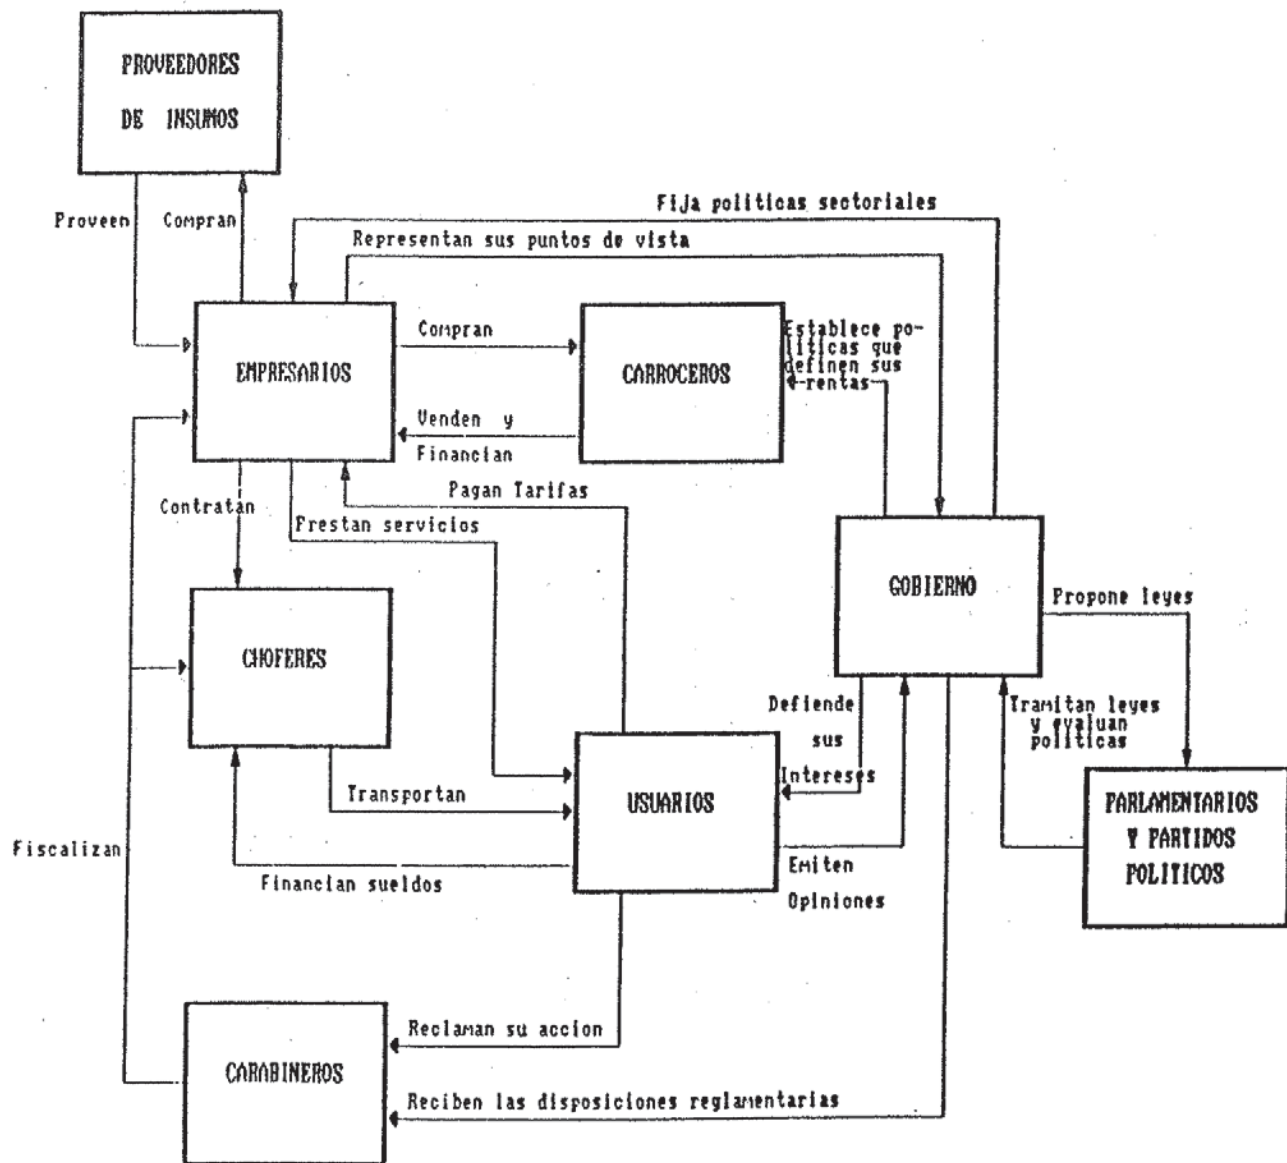 PROVEEDORES
DE INSUMOS
Proveen
Compran
Fija politicas sectoriales
Representan sus puntos de vista
EMPRESARIOS
Compran
CARROCEROS
Establece po-
liticas que
definen sus
rentas
Venden y
Financian
Pagan Tarifas
Contratan
Prestan servicios
GOBIERNO
Propone leyes
CHOFERES
Defiende
sus
Intereses
Tramitan leyes
y evaluan
politicas
Transportan
USUARIOS
PARLAMENTARIOS
Y PARTIDOS
POLITICOS
Fiscalizan
Financian sueldos
Emiten
Opiniones
Reclaman su accion
CARABINEROS
Reciben las disposiciones reglamentarias